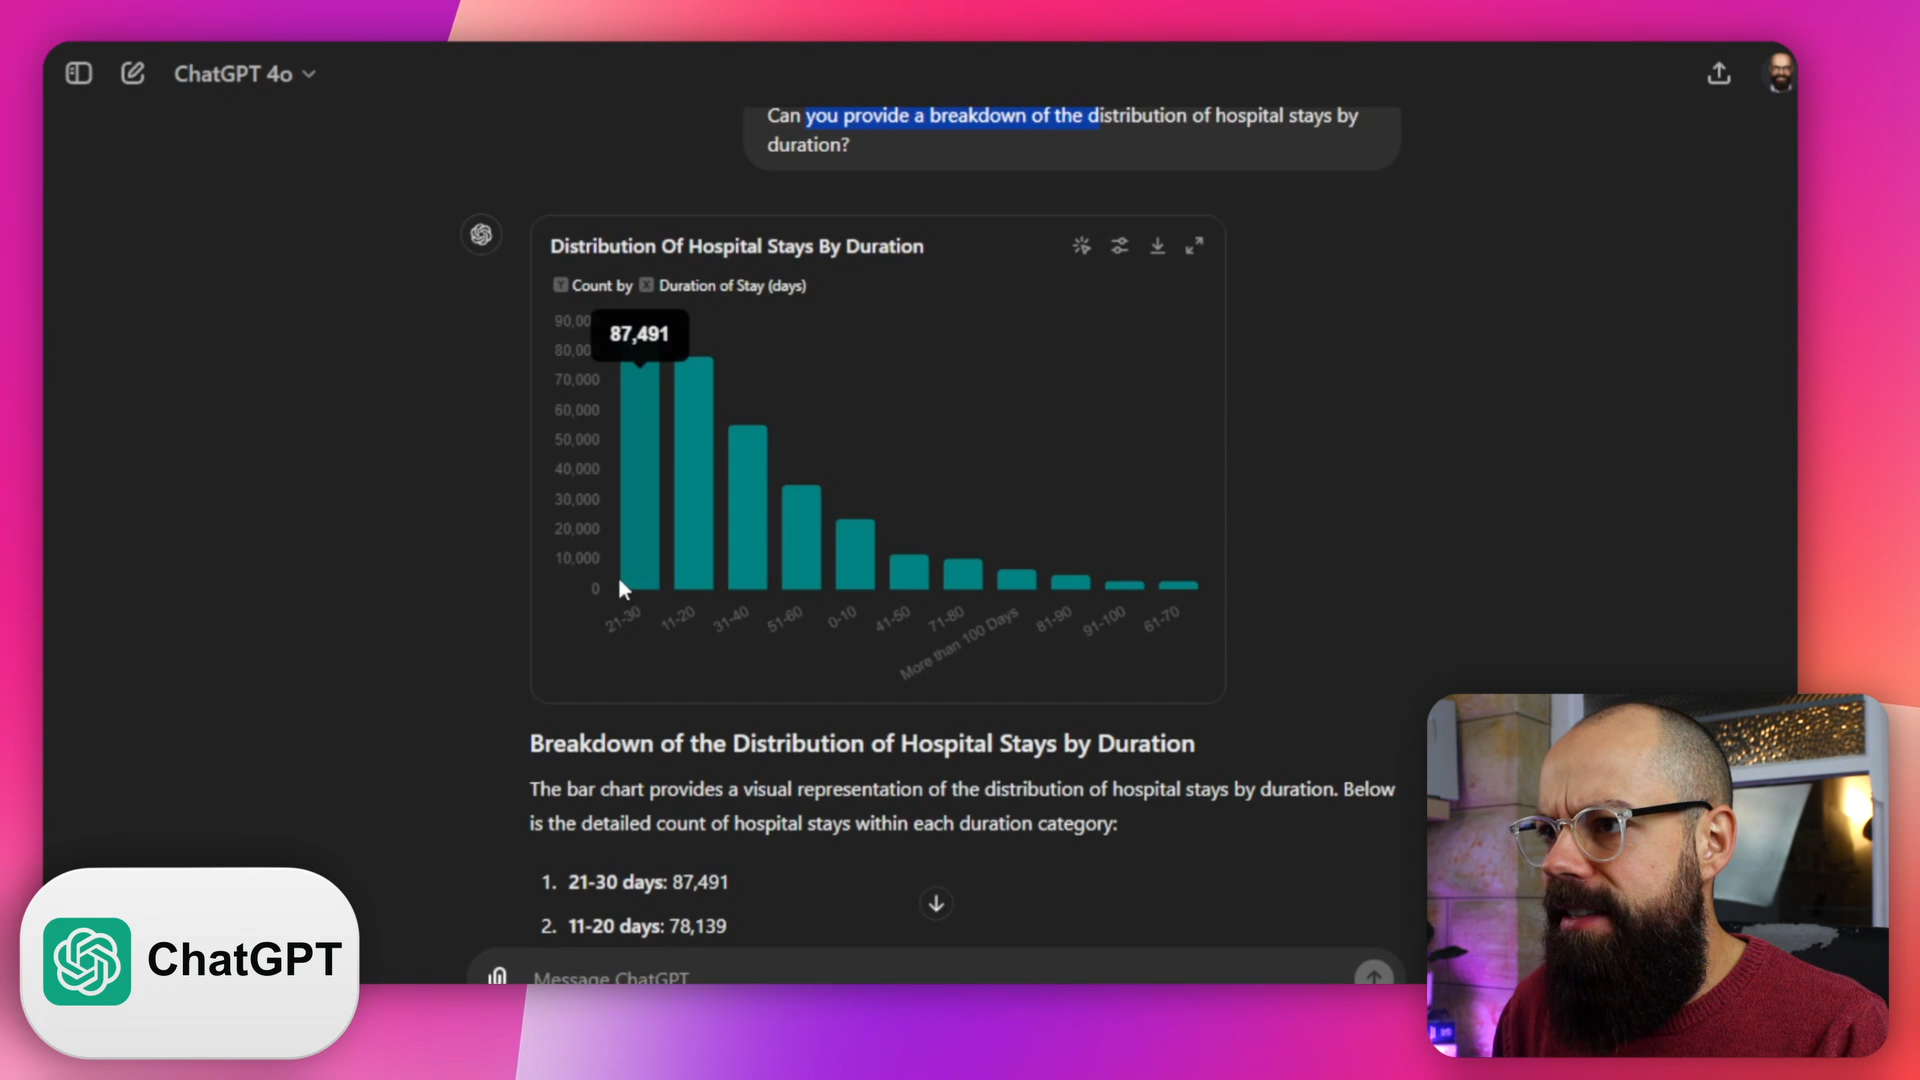 ChatGPT 4o
Can you provide a breakdown of the distribution of hospital stays by
duration?
Distribution Of Hospital Stays By Duration
Y Count by X Duration of Stay (days)
90,00
87,491
80,00
70,000
60,000
50,000
40,000
30,000
20,000
10,000
0
21-30 11-20 31-40 51-60 0-10 41-50 71-80 More than 100 Days 81-90 91-100 61-70
Breakdown of the Distribution of Hospital Stays by Duration
The bar chart provides a visual representation of the distribution of hospital stays by duration. Below
is the detailed count of hospital stays within each duration category:
1. 21-30 days: 87,491
2. 11-20 days: 78,139
Message ChatGPT
ChatGPT